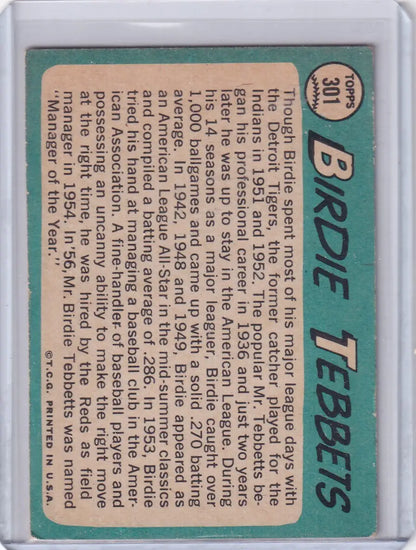 TOPPS
301
BIRDIE TEBBETS
Though Birdie spent most of his major league days with
the Detroit Tigers, the former catcher played for the
Indians in 1951 and 1952. The popular Mr. Tebbetts be-
gan his professional career in 1936 and just two years
later he was up to stay in the American League. During
his 14 seasons as a major leaguer, Birdie caught over
1,000 ballgames and came up with a solid .270 batting
average. In 1942, 1948 and 1949, Birdie appeared as
an American League All-Star in the mid-summer classics
and compiled a batting average of .286. In 1953, Birdie
tried his hand at managing a baseball club in the Amer-
ican Association. A fine handler of baseball players and
possessing an uncanny ability to make the right move
at the right time, he was hired by the Reds as field
manager in 1954. In '56, Mr. Birdie Tebbetts was named
"Manager of the Year."
©T.C.G. PRINTED IN U.S.A.